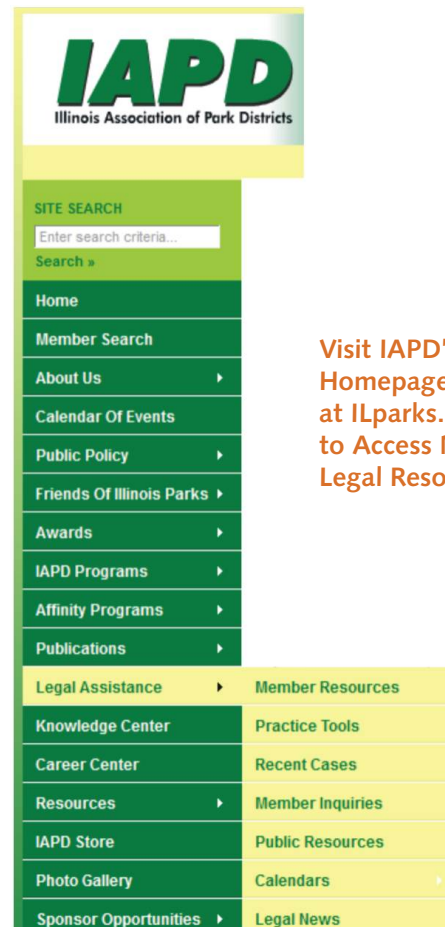 IAPD
Illinois Association of Park Districts
SITE SEARCH
Enter search criteria...
Search »
Home
Member Search
About Us
Calendar Of Events
Public Policy
Friends Of Illinois Parks
Awards
IAPD Programs
Affinity Programs
Publications
Legal Assistance
Knowledge Center
Career Center
Resources
IAPD Store
Photo Gallery
Sponsor Opportunities
Member Resources
Practice Tools
Recent Cases
Member Inquiries
Public Resources
Calendars
Legal News
Visit IAPD'
Homepage
at ILparks.
to Access
Legal